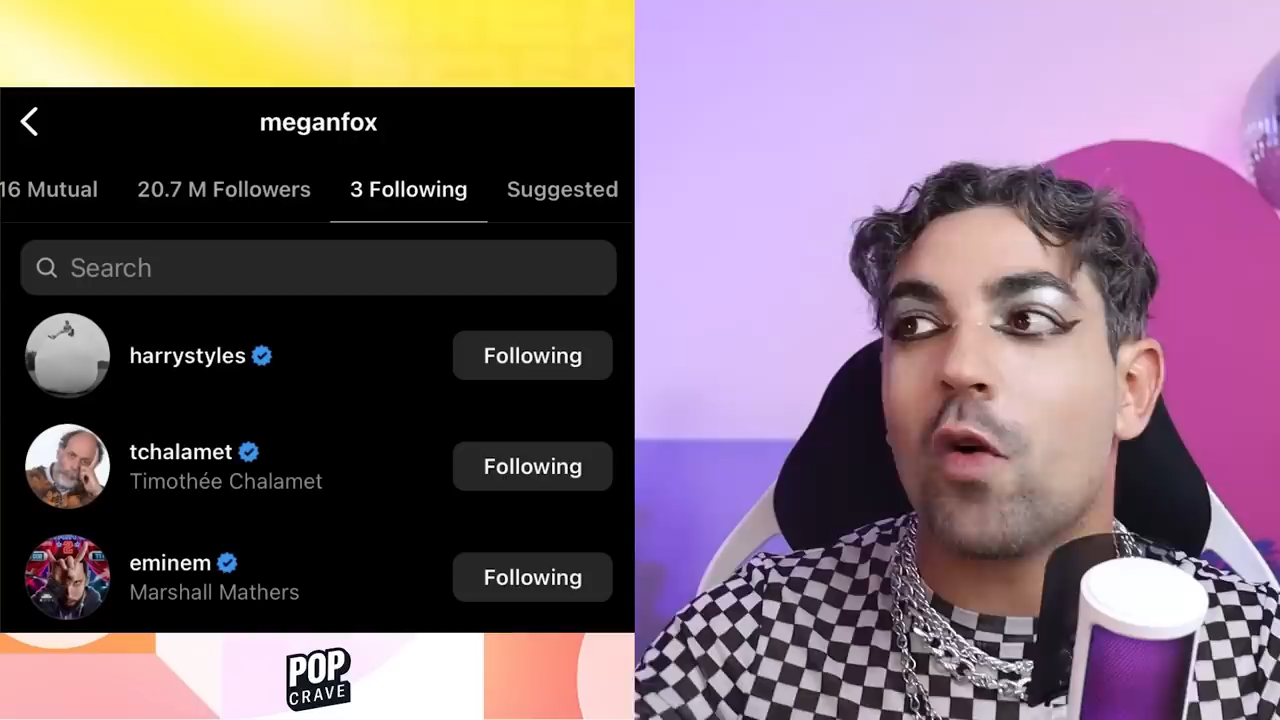 meganfox
16 Mutual 20.7 M Followers 3 Following Suggested
Search
harrystyles Following
tchalamet
Timothée Chalamet Following
eminem
Marshall Mathers Following
POP
CRAVE